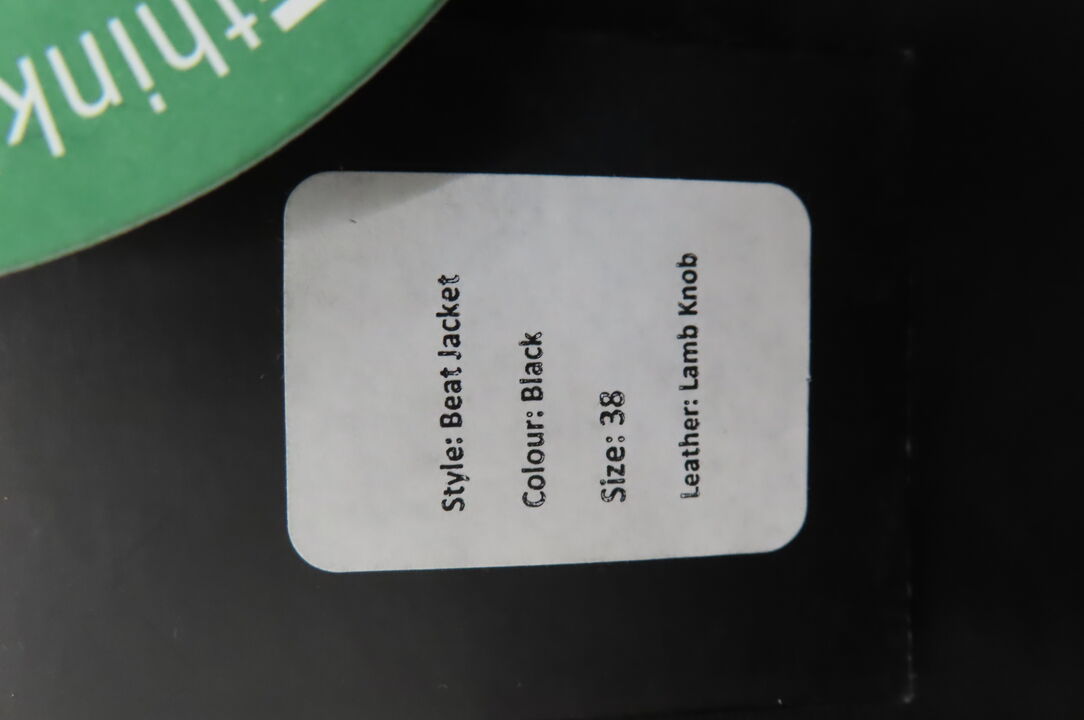 think
Style: Beat Jacket
Colour: Black
Size: 38
Leather: Lamb Knob